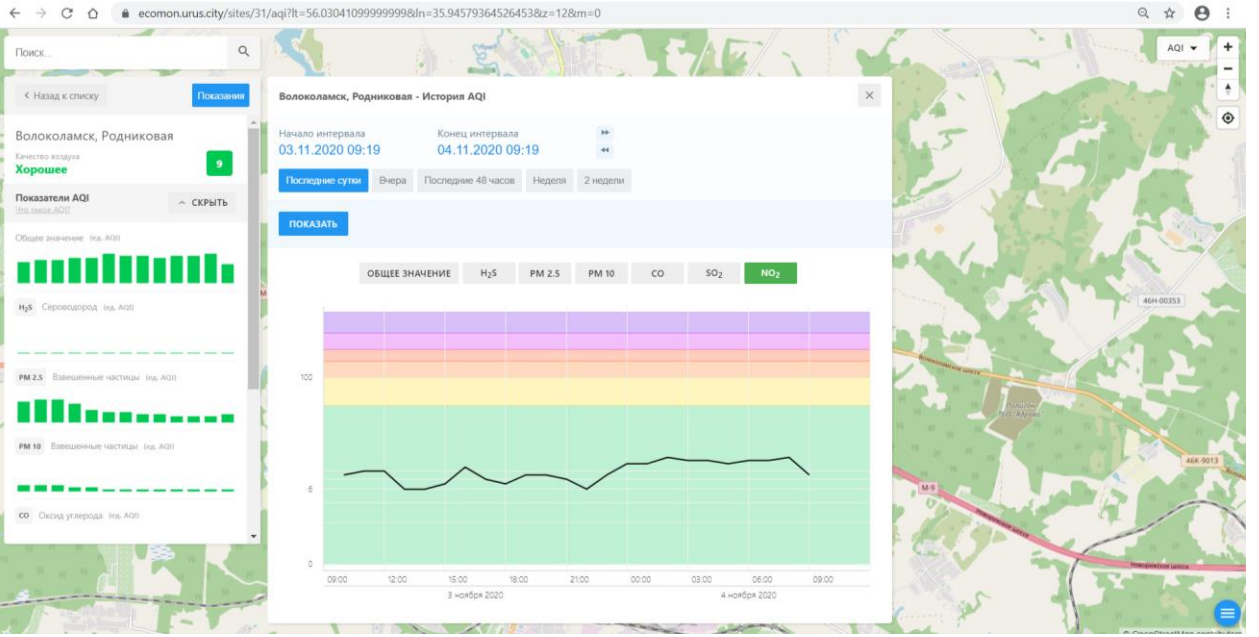 ecomon.urus.city/sites/31/aqi?lt=56.03041099999999&ln=35.94579364526453&z=12&m=0
Поиск...
AQI
Назад к списку
Показания
Волоколамск, Родниковая
Качество воздуха
Хорошее
9
Показатели AQI
Что такое AQI?
СКРЫТЬ
Общее значение (ед. AQI)
H₂S Сероводород (ед. AQI)
PM 2.5 Взвешенные частицы (ед. AQI)
PM 10 Взвешенные частицы (ед. AQI)
CO Оксид углерода (ед. AQI)
Волоколамск, Родниковая - История AQI
Начало интервала
03.11.2020 09:19
Конец интервала
04.11.2020 09:19
Последние сутки Вчера Последние 48 часов Неделя 2 недели
ПОКАЗАТЬ
ОБЩЕЕ ЗНАЧЕНИЕ H₂S PM 2.5 PM 10 CO SO₂ NO₂
100
6
0
09:00 12:00 15:00 18:00 21:00 00:00 03:00 06:00 09:00
3 ноября 2020 4 ноября 2020
46Н-00353
Волоколамское шоссе
46К-9013
М-9
Новорижское шоссе
Новорижское шоссе
© OpenStreetMap contributors